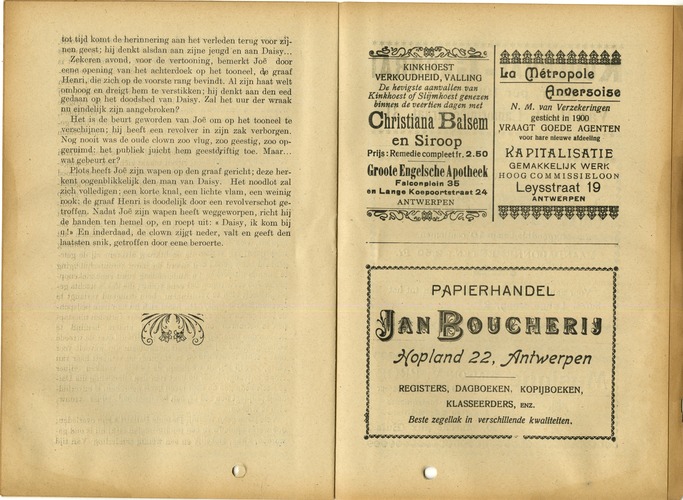 tot tijd komt de herinnering aan het verleden terug voor zij-
nen geest; hij denkt alsdan aan zijne jeugd en aan Daisy...
Zekeren avond, voor de vertooning, bemerkt Joë door
eene opening van het achterdoek op het tooneel, de graaf
Henri, die zich op de voorste rang bevindt. Al zijn haat welt
omhoog en dreigt hem te verstikken; hij denkt aan den eed
gedaan op het doodsbed van Daisy. Zal het uur der wraak
nu eindelijk zijn aangebroken?
Het is de beurt geworden van Joë om op het tooneel te
verschijnen; hij heeft een revolver in zijn zak verborgen.
Nog nooit was de oude clown zoo vlug, zoo geestig, zoo op-
geruimd: het publiek juicht hem geestdriftig toe. Maar...
wat gebeurt er?
Plots heeft Joë zijn wapen op den graaf gericht; deze her-
kent oogenblikkelijk den man van Daisy. Het noodlot zal
zich volledigen; een korte knal, een lichte vlam, een weinig
rook; de graaf Henri is doodelijk door een revolverschot ge-
troffen. Nadat Joë zijn wapen heeft weggeworpen, richt hij
de handen ten hemel op, en roept uit: « Daisy, ik kom bij
u!» En inderdaad, de clown zijgt neder, valt en geeft den
laatsten snik, getroffen door eene beroerte.
KINKHOEST
VERKOUDHEID, VALLING
De hevigste aanvallen van
Kinkhoest of Slijmhoest genezen
binnen de veertien dagen met
Christiana Balsem
en Siroop
Prijs: Remedie compleet fr. 2.50
Groote Engelsche Apotheek
Falconplein 35
en Lange Koepoortstraat 24
ANTWERPEN
La Métropole
Anversoise
N. M. van Verzekeringen
gesticht in 1900
VRAAGT GOEDE AGENTEN
voor hare nieuwe afdeeling
KAPITALISATIE
GEMAKKELIJK WERK
HOOG COMMISSIELOON
Leysstraat 19
ANTWERPEN
PAPIERHANDEL
JAN BOUCHERIJ
Hopland 22, Antwerpen
REGISTERS, DAGBOEKEN, KOPIJBOEKEN,
KLASSEERDERS, ENZ.
Beste zegellak in verschillende kwaliteiten.